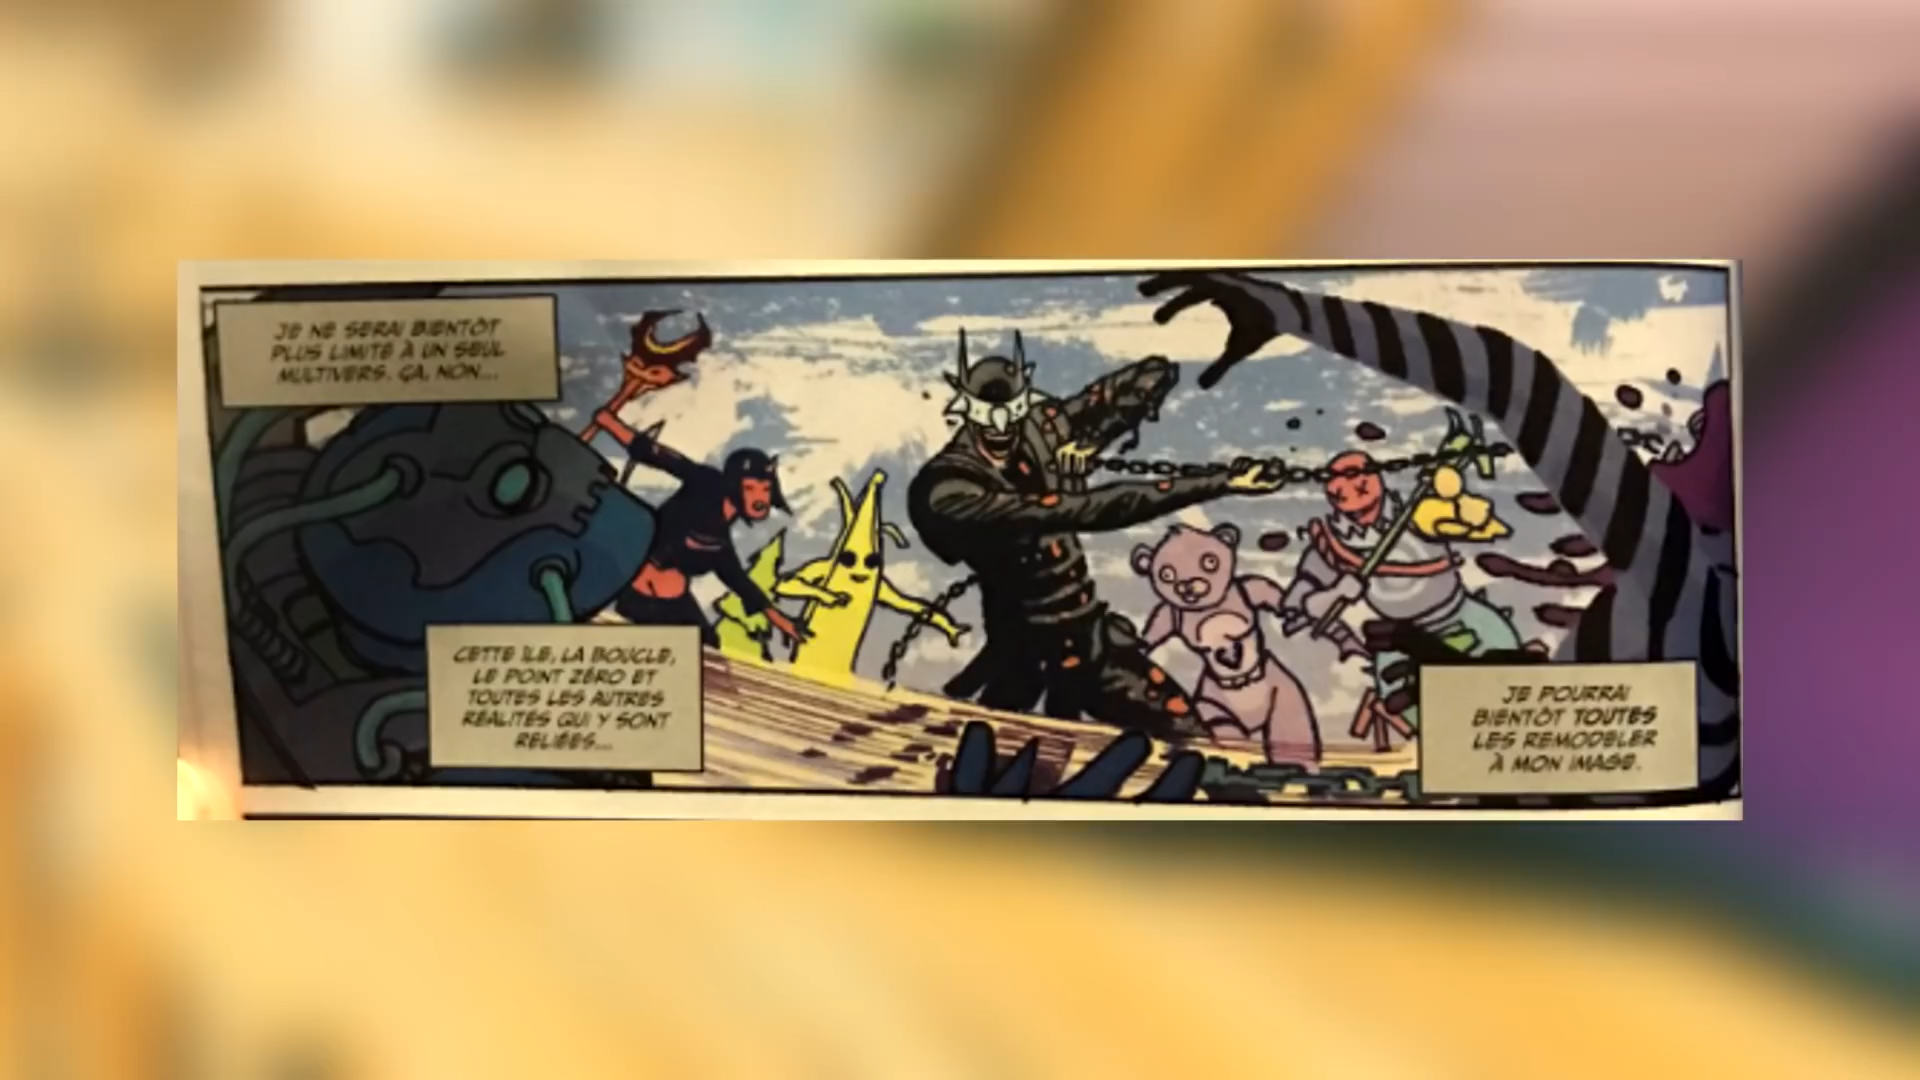 JE NE SERAI BIENTÔT
PLUS LIMITÉ À UN SEUL
MULTIVERS. ÇA, NON...
CETTE ÎLE, LA BOUCLE,
LE POINT ZÉRO ET
TOUTES LES AUTRES
RÉALITÉS QUI Y SONT
RELIÉES...
JE POURRAI
BIENTÔT TOUTES
LES REMODELER
À MON IMAGE.